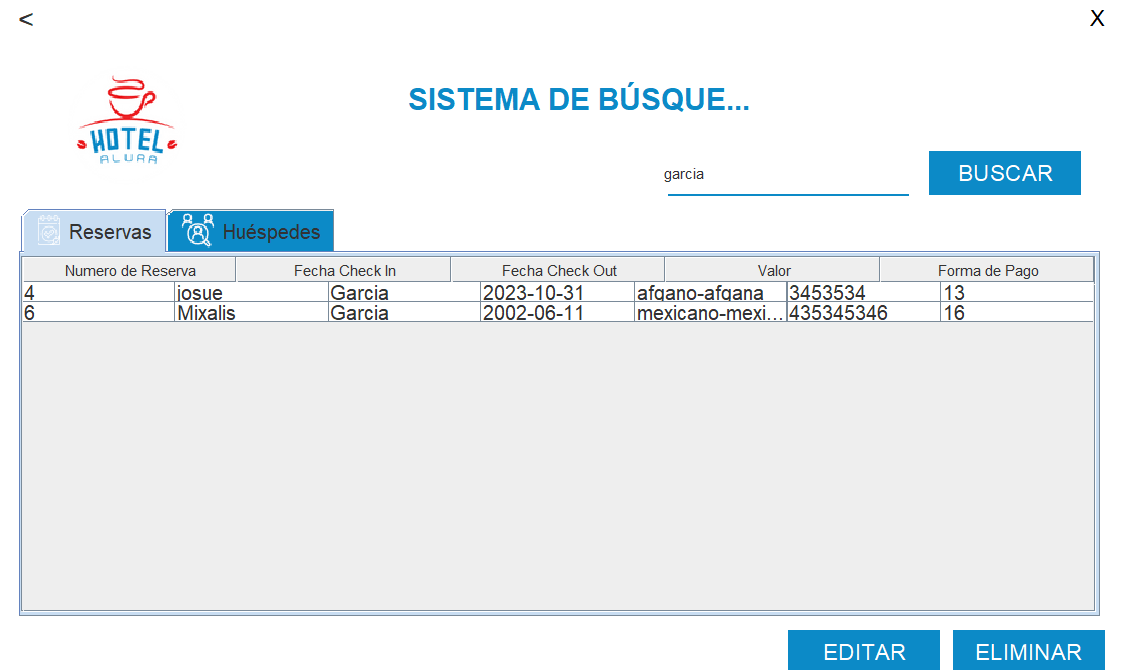 <
X
SISTEMA DE BÚSQUE...
HOTEL
ALURA
garcia
BUSCAR
Reservas Huéspedes
Numero de Reserva Fecha Check In Fecha Check Out Valor Forma de Pago
4 josue Garcia 2023-10-31 afgano-afgana 3453534 13
6 Mixalis Garcia 2002-06-11 mexicano-mexi... 435345346 16
EDITAR ELIMINAR